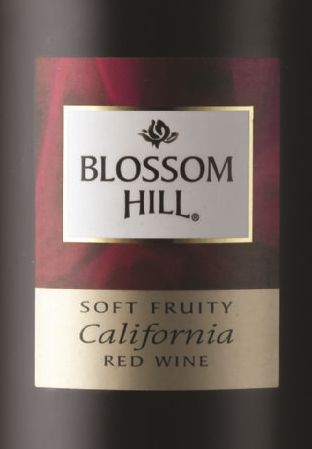 BLOSSOM
HILL®
SOFT FRUITY
California
RED WINE